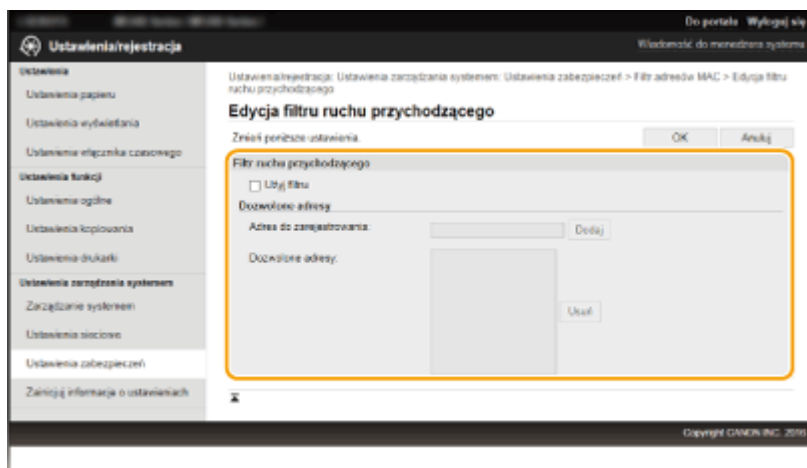 Do portalu Wyloguj się
Ustawienia/rejestracja
Wiadomość do menedżera systemu
Ustawienia
Ustawienia papieru
Ustawienia wyświetlania
Ustawienia włącznika czasowego
Ustawienia funkcji
Ustawienia ogólne
Ustawienia kopiowania
Ustawienia drukarki
Ustawienia zarządzania systemem
Zarządzanie systemem
Ustawienia sieciowe
Ustawienia zabezpieczeń
Zainicjuj informacje o ustawieniach
Ustawienia/rejestracja: Ustawienia zarządzania systemem: Ustawienia zabezpieczeń > Filtr adresów MAC > Edycja filtru
ruchu przychodzącego
Edycja filtru ruchu przychodzącego
Zmień poniższe ustawienia.
OK
Anuluj
Filtr ruchu przychodzącego
Użyj filtru
Dozwolone adresy
Adres do zarejestrowania:
Dodaj
Dozwolone adresy:
Usuń
Copyright CANON INC. 2016